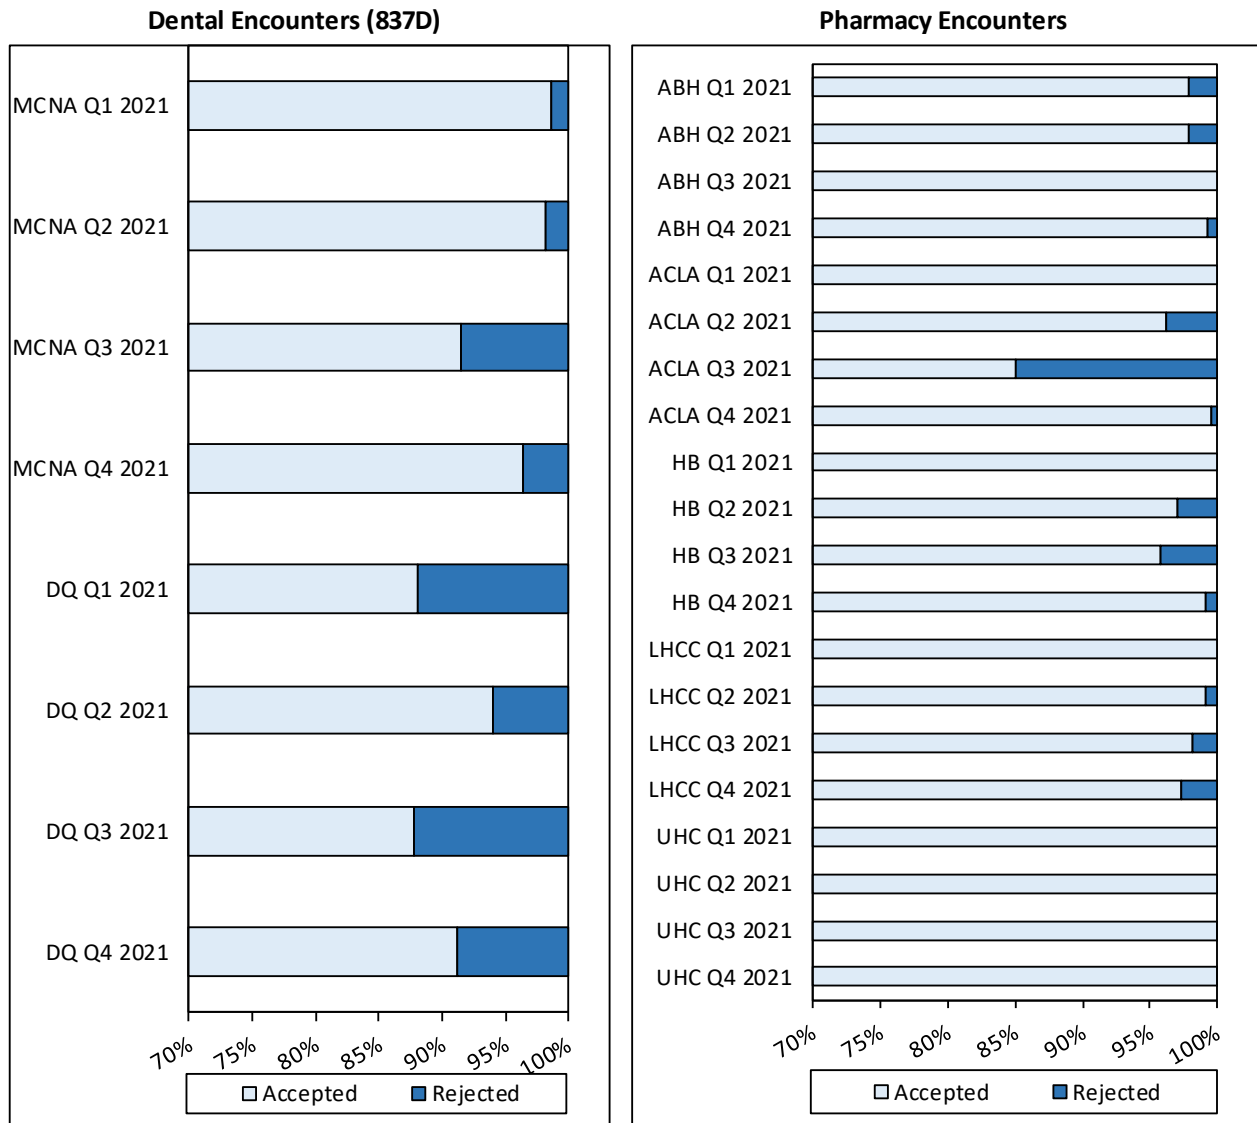 Dental Encounters (837D)
MCNA Q1 2021
MCNA Q2 2021
MCNA Q3 2021
MCNA Q4 2021
DQ Q1 2021
DQ Q2 2021
DQ Q3 2021
DQ Q4 2021
70% 75% 80% 85% 90% 95% 100%
Accepted Rejected
Pharmacy Encounters
ABH Q1 2021
ABH Q2 2021
ABH Q3 2021
ABH Q4 2021
ACLA Q1 2021
ACLA Q2 2021
ACLA Q3 2021
ACLA Q4 2021
HB Q1 2021
HB Q2 2021
HB Q3 2021
HB Q4 2021
LHCC Q1 2021
LHCC Q2 2021
LHCC Q3 2021
LHCC Q4 2021
UHC Q1 2021
UHC Q2 2021
UHC Q3 2021
UHC Q4 2021
70% 75% 80% 85% 90% 95% 100%
Accepted Rejected